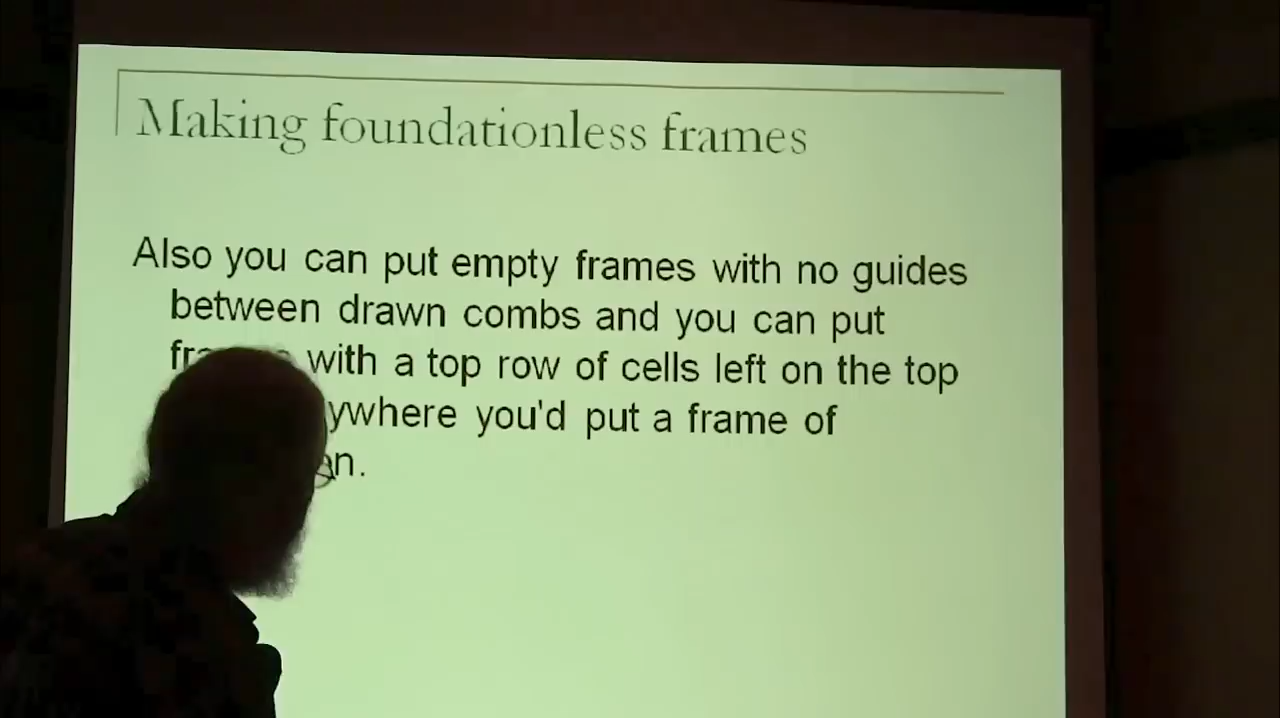 Making foundationless frames
Also you can put empty frames with no guides
between drawn combs and you can put
with a top row of cells left on the top
you'd put a frame of